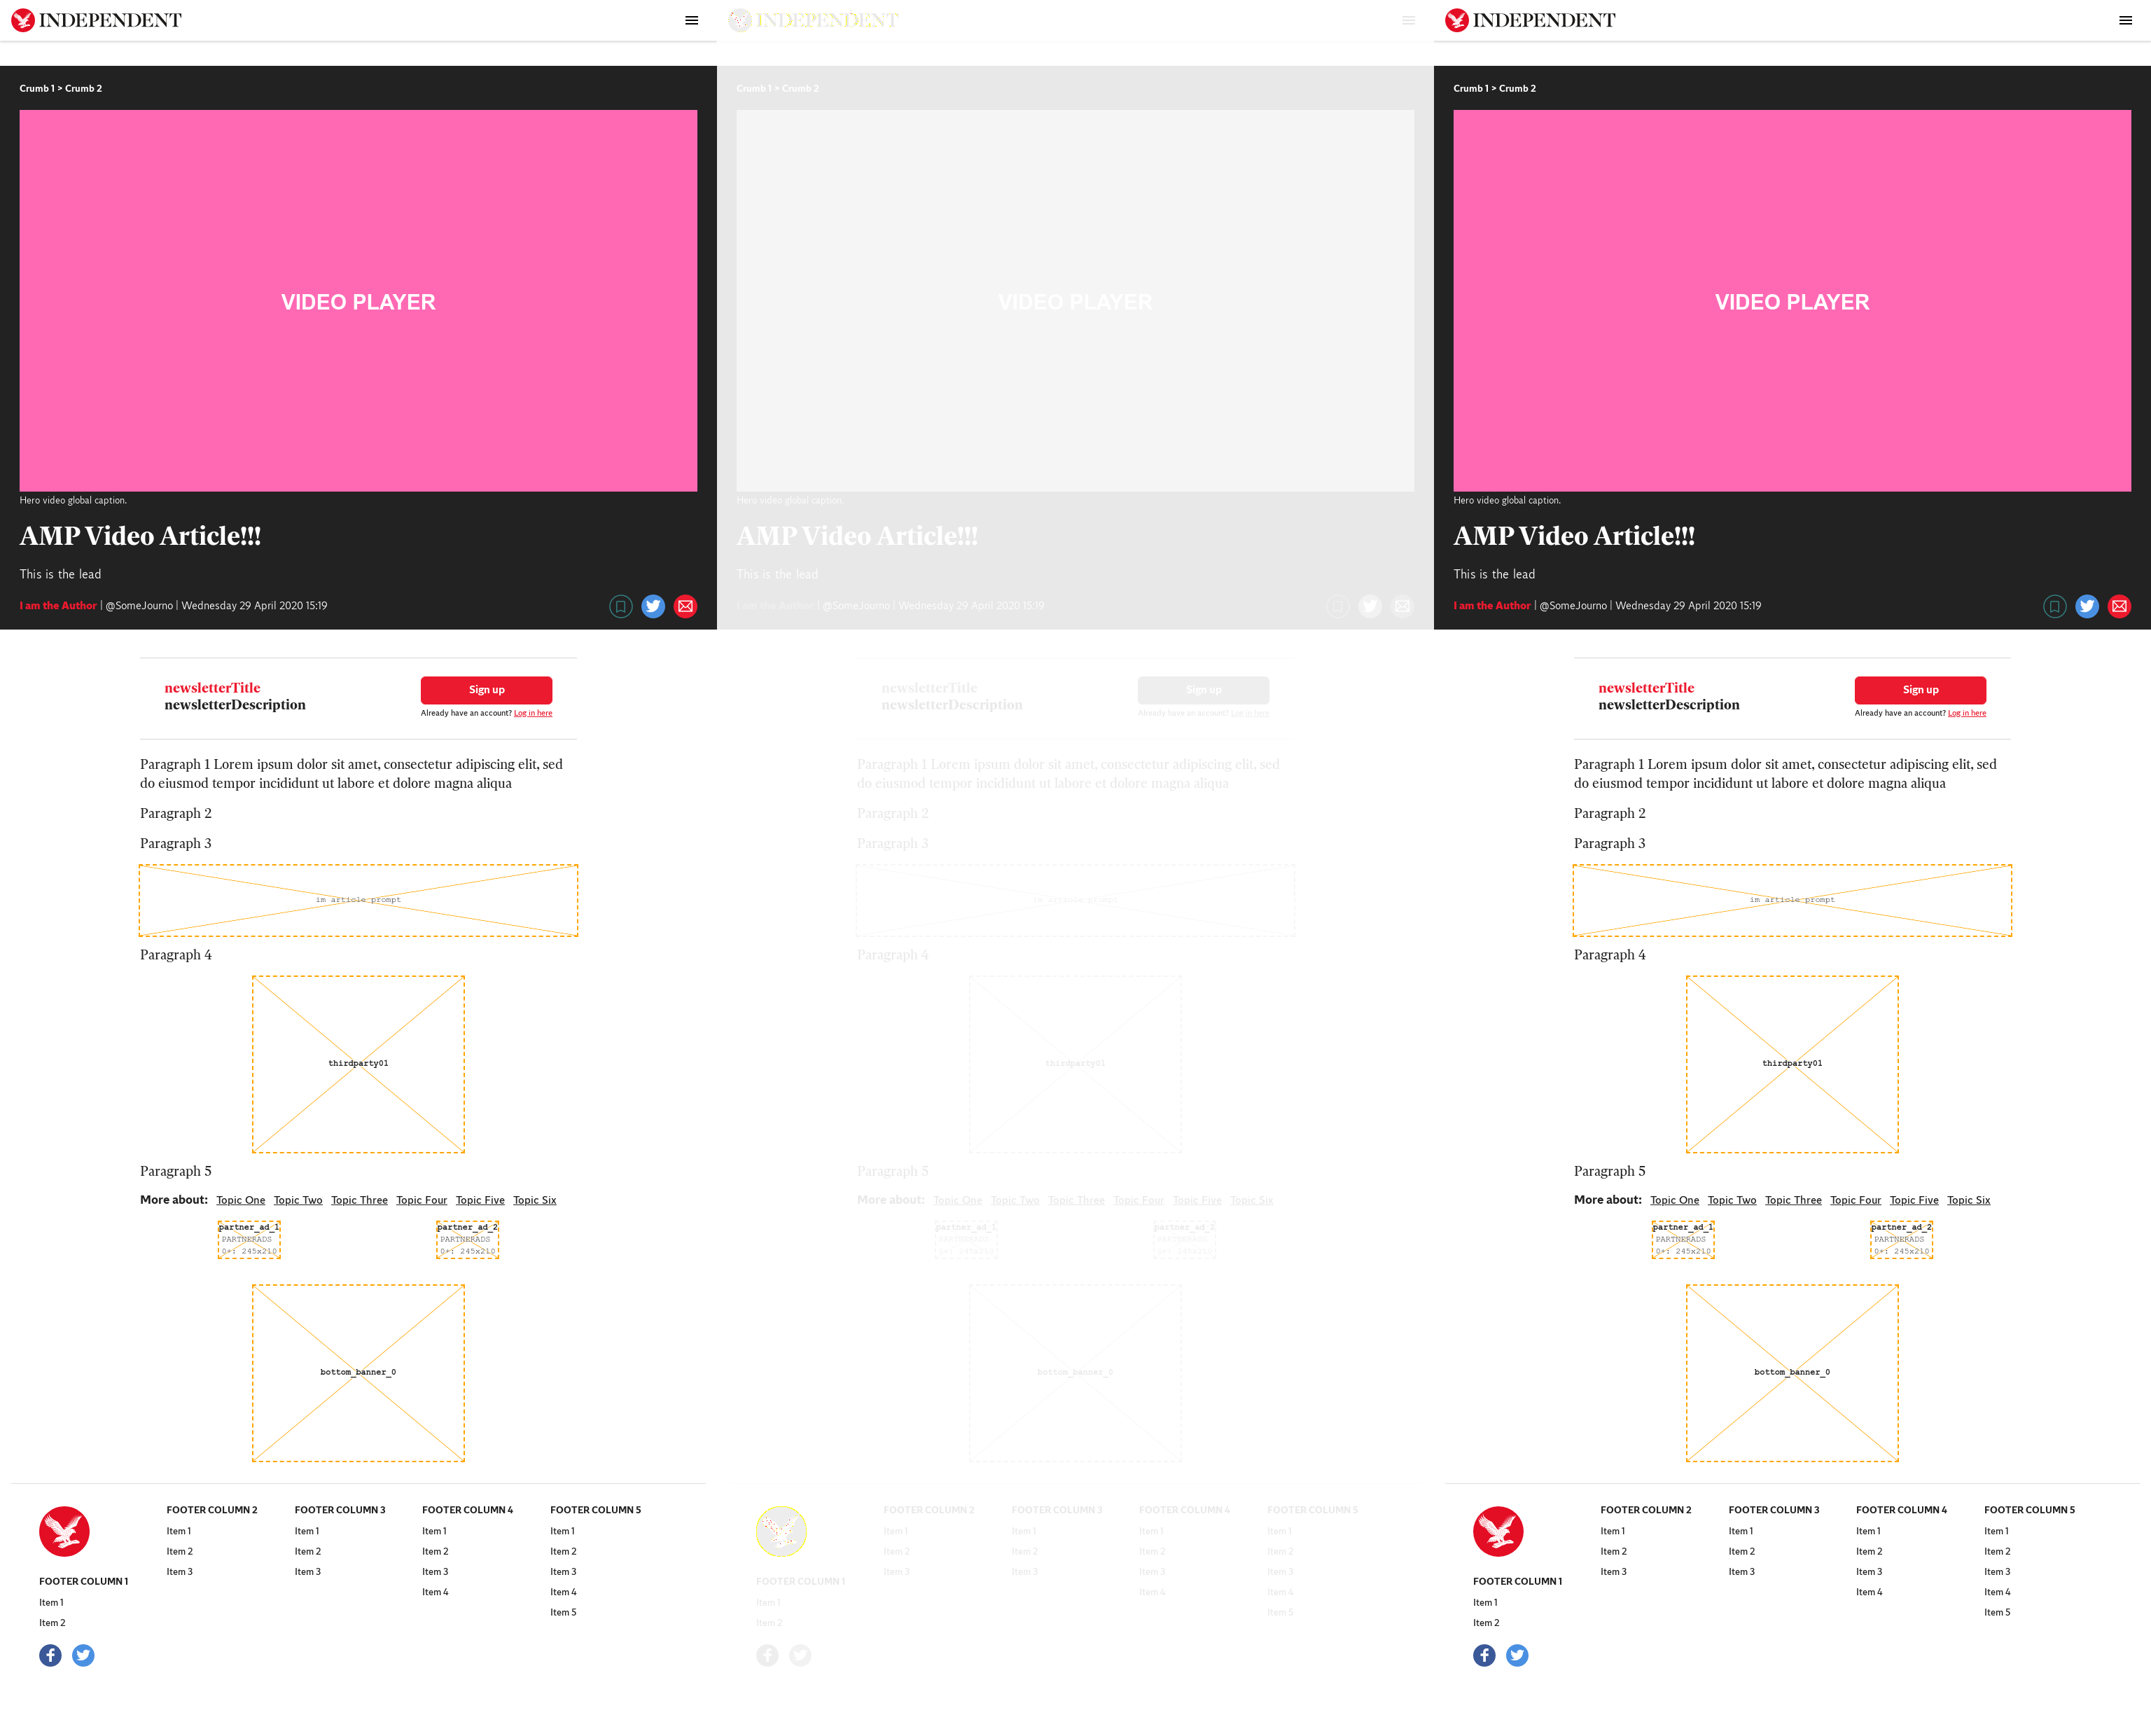 INDEPENDENT
Crumb 1 > Crumb 2
VIDEO PLAYER
Hero video global caption.
AMP Video Article!!!
This is the lead
I am the Author | @SomeJourno | Wednesday 29 April 2020 15:19
newsletterTitle
newsletterDescription
Sign up
Already have an account? Log in here
Paragraph 1 Lorem ipsum dolor sit amet, consectetur adipiscing elit, sed
do eiusmod tempor incididunt ut labore et dolore magna aliqua
Paragraph 2
Paragraph 3
im article prompt
Paragraph 4
thirdparty01
Paragraph 5
More about: Topic One Topic Two Topic Three Topic Four Topic Five Topic Six
partner_ad_1
PARTNERADS
0+: 245x210
partner_ad_2
PARTNERADS
0+: 245x210
bottom_banner_0
FOOTER COLUMN 1
Item 1
Item 2
FOOTER COLUMN 2
Item 1
Item 2
Item 3
FOOTER COLUMN 3
Item 1
Item 2
Item 3
FOOTER COLUMN 4
Item 1
Item 2
Item 3
Item 4
FOOTER COLUMN 5
Item 1
Item 2
Item 3
Item 4
Item 5
INDEPENDENT
Crumb 1 > Crumb 2
VIDEO PLAYER
Hero video global caption.
AMP Video Article!!!
This is the lead
I am the Author | @SomeJourno | Wednesday 29 April 2020 15:19
newsletterTitle
newsletterDescription
Sign up
Already have an account? Log in here
Paragraph 1 Lorem ipsum dolor sit amet, consectetur adipiscing elit, sed
do eiusmod tempor incididunt ut labore et dolore magna aliqua
Paragraph 2
Paragraph 3
im article prompt
Paragraph 4
thirdparty01
Paragraph 5
More about: Topic One Topic Two Topic Three Topic Four Topic Five Topic Six
partner_ad_1
PARTNERADS
0+: 245x210
partner_ad_2
PARTNERADS
0+: 245x210
bottom_banner_0
FOOTER COLUMN 1
Item 1
Item 2
FOOTER COLUMN 2
Item 1
Item 2
Item 3
FOOTER COLUMN 3
Item 1
Item 2
Item 3
FOOTER COLUMN 4
Item 1
Item 2
Item 3
Item 4
FOOTER COLUMN 5
Item 1
Item 2
Item 3
Item 4
Item 5
INDEPENDENT
Crumb 1 > Crumb 2
VIDEO PLAYER
Hero video global caption.
AMP Video Article!!!
This is the lead
I am the Author | @SomeJourno | Wednesday 29 April 2020 15:19
newsletterTitle
newsletterDescription
Sign up
Already have an account? Log in here
Paragraph 1 Lorem ipsum dolor sit amet, consectetur adipiscing elit, sed
do eiusmod tempor incididunt ut labore et dolore magna aliqua
Paragraph 2
Paragraph 3
im article prompt
Paragraph 4
thirdparty01
Paragraph 5
More about: Topic One Topic Two Topic Three Topic Four Topic Five Topic Six
partner_ad_1
PARTNERADS
0+: 245x210
partner_ad_2
PARTNERADS
0+: 245x210
bottom_banner_0
FOOTER COLUMN 1
Item 1
Item 2
FOOTER COLUMN 2
Item 1
Item 2
Item 3
FOOTER COLUMN 3
Item 1
Item 2
Item 3
FOOTER COLUMN 4
Item 1
Item 2
Item 3
Item 4
FOOTER COLUMN 5
Item 1
Item 2
Item 3
Item 4
Item 5